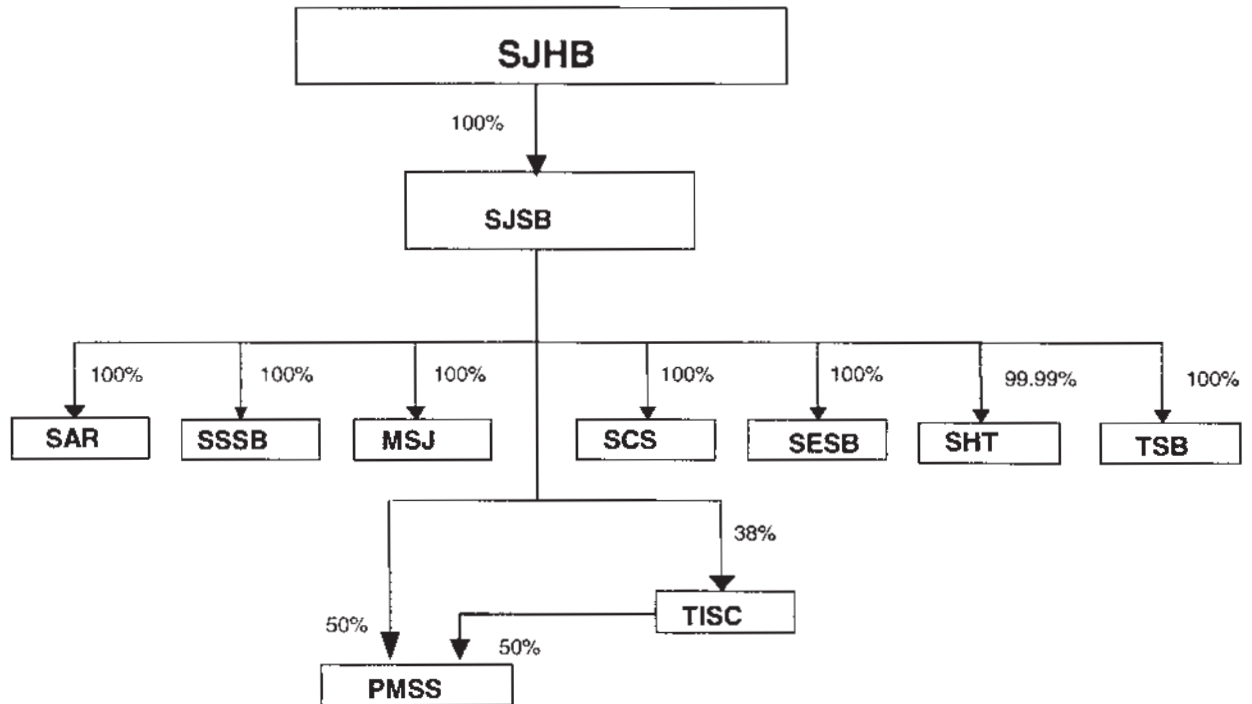 SJHB
100%
SJSB
100%
100%
100%
100%
100%
99.99%
100%
SAR
SSSB
MSJ
SCS
SESB
SHT
TSB
38%
TISC
50%
50%
PMSS